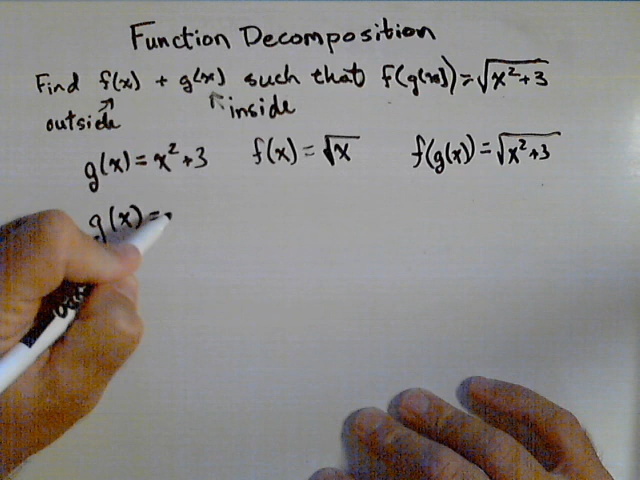 Function Decomposition
Find f(x) + g(x) such that f(g(x)) = √x²+3
outside inside
g(x) = x² + 3 f(x) = √x f(g(x)) = √x²+3
g(x) =